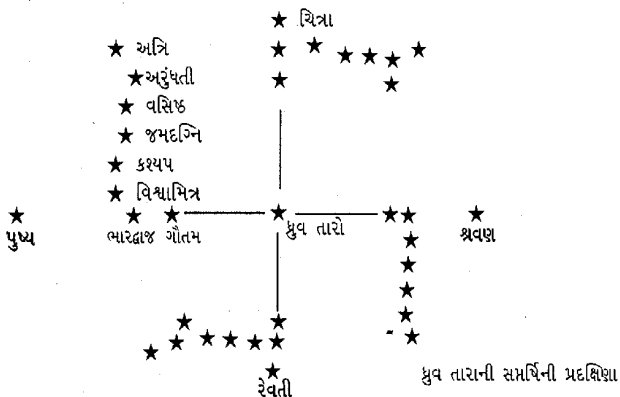 ચિત્રા
અત્રિ
અરુંધતી
વસિષ્ઠ
જમદગ્નિ
કશ્યપ
વિશ્વામિત્ર
પુષ્ય
ભારદ્વાજ ગૌતમ
ધ્રુવ તારો
શ્રવણ
રેવતી
ધ્રુવ તારાની સપ્તર્ષિની પ્રદક્ષિણા